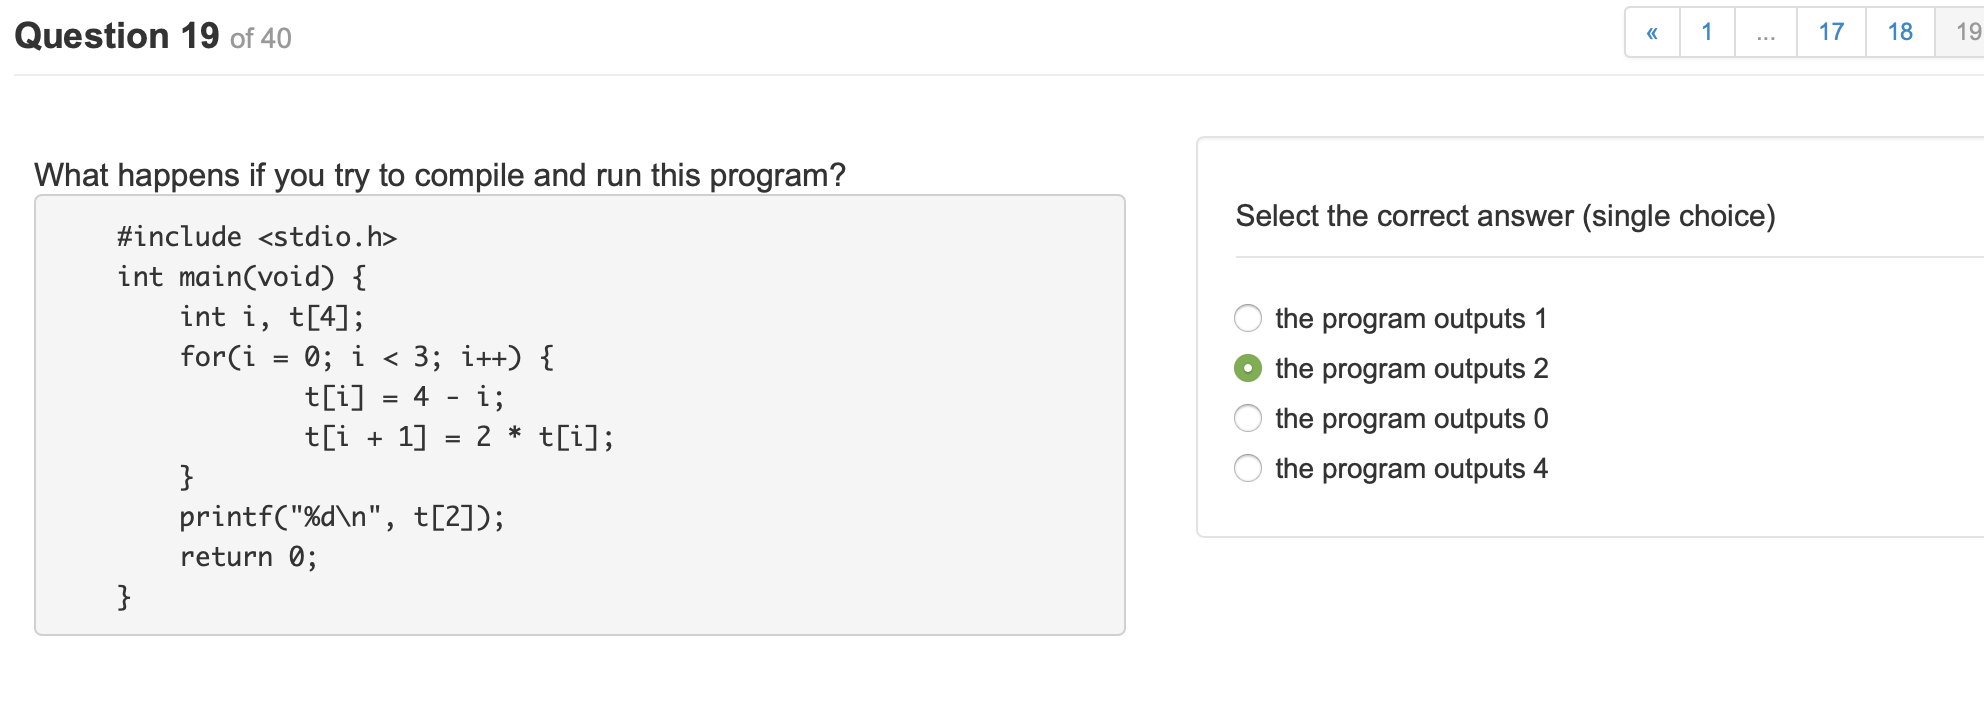 Question 19 of 40
« 1 ... 17 18 19
What happens if you try to compile and run this program?
#include <stdio.h>
int main(void) {
    int i, t[4];
    for(i = 0; i < 3; i++) {
            t[i] = 4 - i;
            t[i + 1] = 2 * t[i];
    }
    printf("%d\n", t[2]);
    return 0;
}
Select the correct answer (single choice)
the program outputs 1
the program outputs 2
the program outputs 0
the program outputs 4